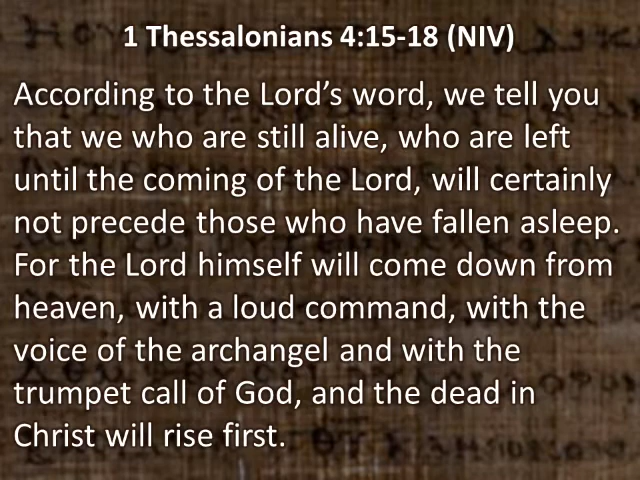 1 Thessalonians 4:15-18 (NIV)
According to the Lord’s word, we tell you
that we who are still alive, who are left
until the coming of the Lord, will certainly
not precede those who have fallen asleep.
For the Lord himself will come down from
heaven, with a loud command, with the
voice of the archangel and with the
trumpet call of God, and the dead in
Christ will rise first.